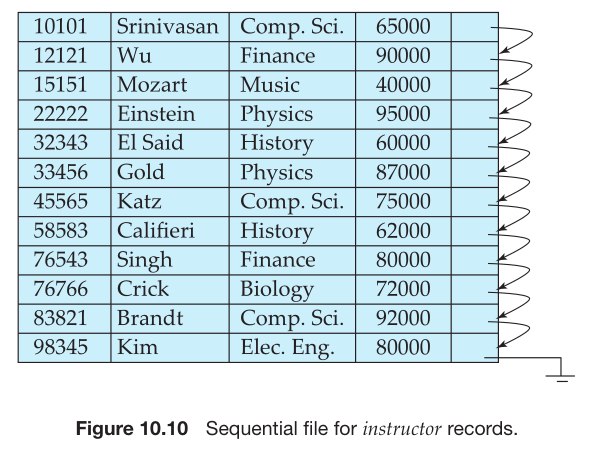 10101 Srinivasan Comp. Sci. 65000
12121 Wu Finance 90000
15151 Mozart Music 40000
22222 Einstein Physics 95000
32343 El Said History 60000
33456 Gold Physics 87000
45565 Katz Comp. Sci. 75000
58583 Califieri History 62000
76543 Singh Finance 80000
76766 Crick Biology 72000
83821 Brandt Comp. Sci. 92000
98345 Kim Elec. Eng. 80000
Figure 10.10 Sequential file for instructor records.